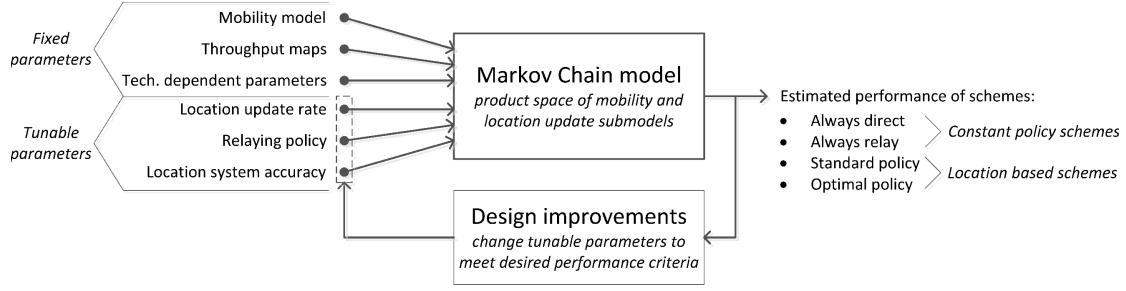 Fixed
parameters
Mobility model
Throughput maps
Tech. dependent parameters
Tunable
parameters
Location update rate
Relaying policy
Location system accuracy
Markov Chain model
product space of mobility and
location update submodels
Design improvements
change tunable parameters to
meet desired performance criteria
Estimated performance of schemes:
• Always direct
• Always relay
Constant policy schemes
• Standard policy
• Optimal policy
Location based schemes